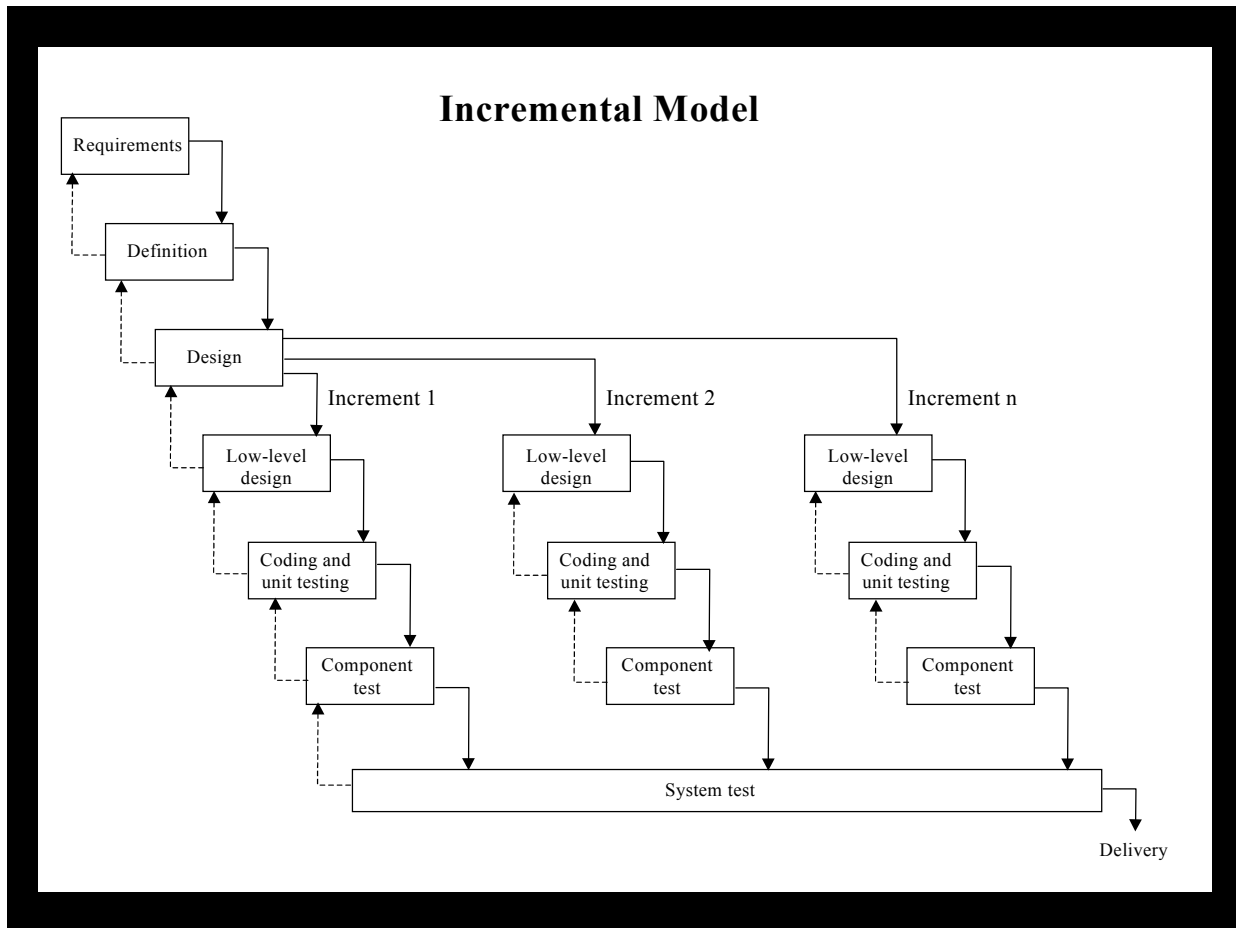 Incremental Model
Requirements
Definition
Design
Increment 1
Increment 2
Increment n
Low-level
design
Low-level
design
Low-level
design
Coding and
unit testing
Coding and
unit testing
Coding and
unit testing
Component
test
Component
test
Component
test
System test
Delivery